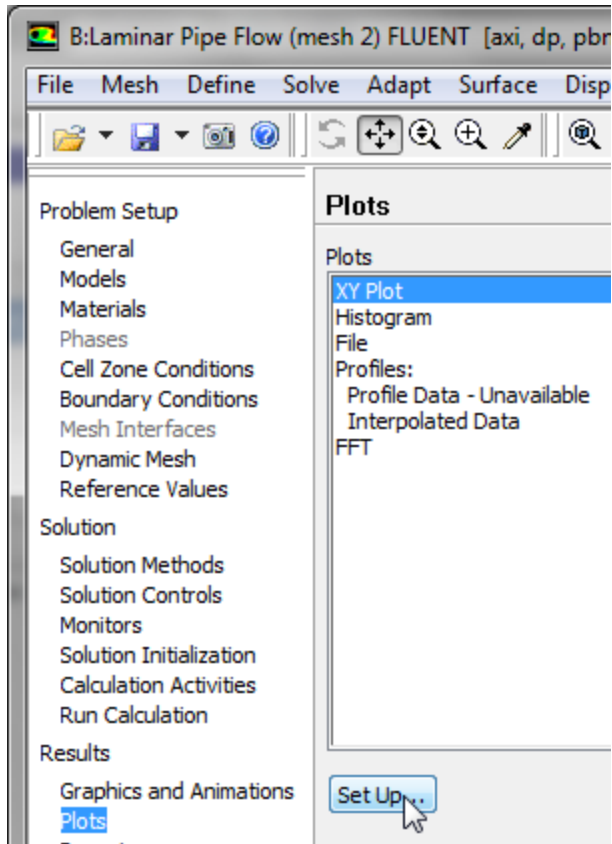 B:Laminar Pipe Flow (mesh 2) FLUENT [axi, dp, pbn
File Mesh Define Solve Adapt Surface Disp
Problem Setup
General
Models
Materials
Phases
Cell Zone Conditions
Boundary Conditions
Mesh Interfaces
Dynamic Mesh
Reference Values
Solution
Solution Methods
Solution Controls
Monitors
Solution Initialization
Calculation Activities
Run Calculation
Results
Graphics and Animations
Plots
Plots
Plots
XY Plot
Histogram
File
Profiles:
Profile Data - Unavailable
Interpolated Data
FFT
Set Up...